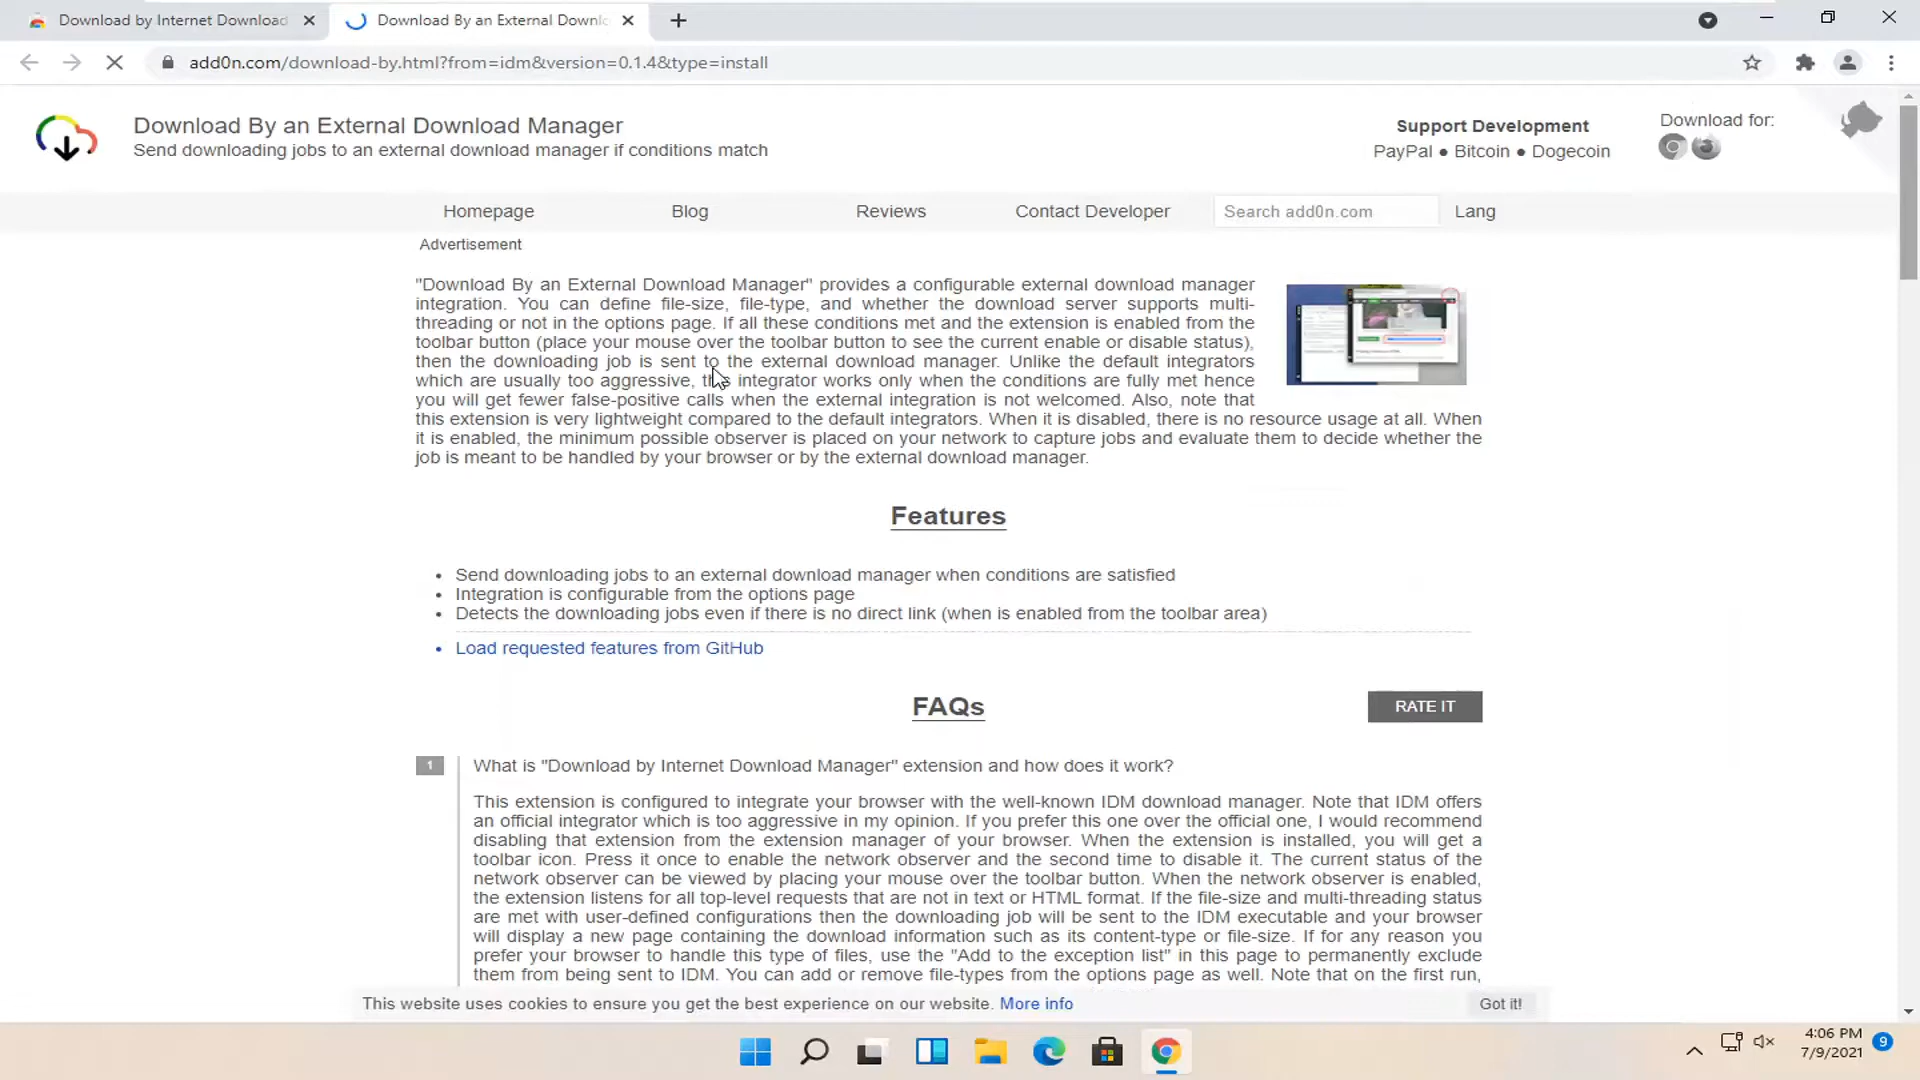 Download by Internet Download
Download By an External Downlo
add0n.com/download-by.html?from=idm&version=0.1.4&type=install
Download By an External Download Manager
Send downloading jobs to an external download manager if conditions match
Support Development
PayPal ● Bitcoin ● Dogecoin
Download for:
Homepage
Blog
Reviews
Contact Developer
Search add0n.com
Lang
Advertisement
"Download By an External Download Manager" provides a configurable external download manager
integration. You can define file-size, file-type, and whether the download server supports multi-
threading or not in the options page. If all these conditions met and the extension is enabled from the
toolbar button (place your mouse over the toolbar button to see the current enable or disable status),
then the downloading job is sent to the external download manager. Unlike the default integrators
which are usually too aggressive, this integrator works only when the conditions are fully met hence
you will get fewer false-positive calls when the external integration is not welcomed. Also, note that
this extension is very lightweight compared to the default integrators. When it is disabled, there is no resource usage at all. When
it is enabled, the minimum possible observer is placed on your network to capture jobs and evaluate them to decide whether the
job is meant to be handled by your browser or by the external download manager.
Features
• Send downloading jobs to an external download manager when conditions are satisfied
• Integration is configurable from the options page
• Detects the downloading jobs even if there is no direct link (when is enabled from the toolbar area)
• Load requested features from GitHub
FAQs
RATE IT
1
What is "Download by Internet Download Manager" extension and how does it work?
This extension is configured to integrate your browser with the well-known IDM download manager. Note that IDM offers
an official integrator which is too aggressive in my opinion. If you prefer this one over the official one, I would recommend
disabling that extension from the extension manager of your browser. When the extension is installed, you will get a
toolbar icon. Press it once to enable the network observer and the second time to disable it. The current status of the
network observer can be viewed by placing your mouse over the toolbar button. When the network observer is enabled,
the extension listens for all top-level requests that are not in text or HTML format. If the file-size and multi-threading status
are met with user-defined configurations then the downloading job will be sent to the IDM executable and your browser
will display a new page containing the download information such as its content-type or file-size. If for any reason you
prefer your browser to handle this type of files, use the "Add to the exception list" in this page to permanently exclude
them from being sent to IDM. You can add or remove file-types from the options page as well. Note that on the first run,
This website uses cookies to ensure you get the best experience on our website. More info
Got it!
4:06 PM
7/9/2021
9